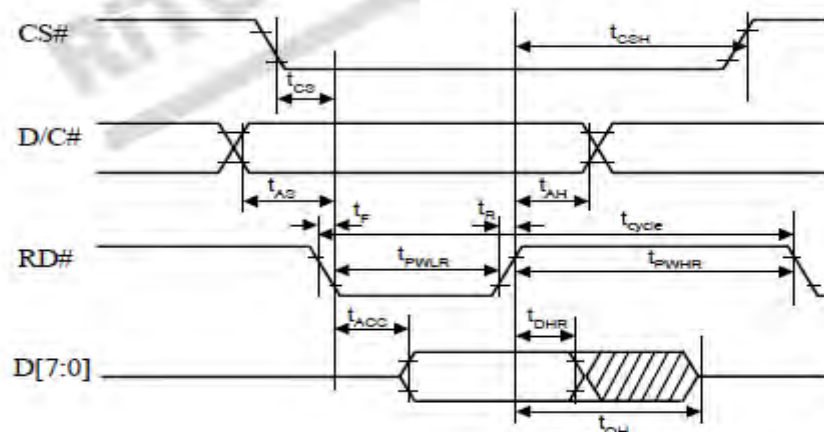 CS#
tCSH
tCS
D/C#
tAS
tAH
tF
tR
tcycle
RD#
tPWLR
tPWHR
tACC
tDHR
D[7:0]
tOH